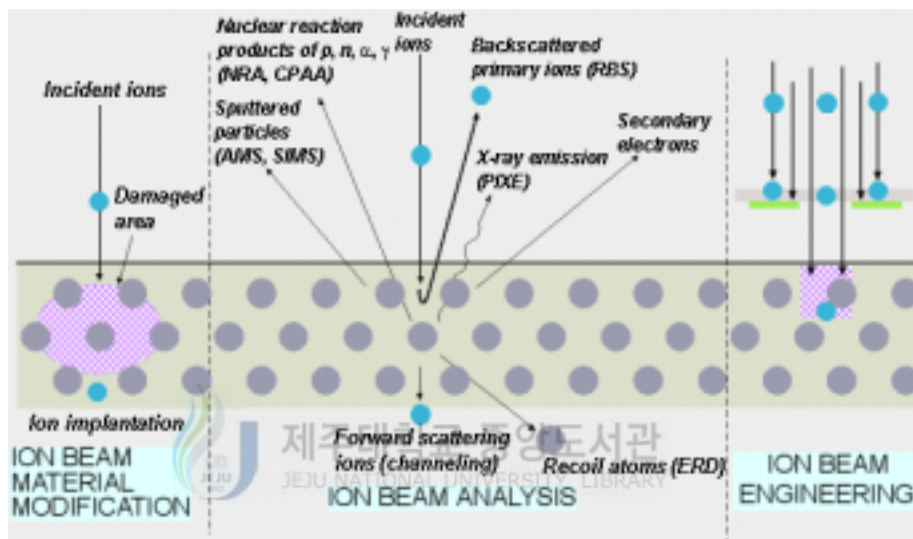 Incident ions
Damaged
area
Ion implantation
ION BEAM
MATERIAL
MODIFICATION
Nuclear reaction
products of p, n, α, γ
(NRA, CPAA)
Sputtered
particles
(AMS, SIMS)
Incident
ions
Backscattered
primary ions (RBS)
X-ray emission
(PIXE)
Secondary
electrons
Forward scattering
ions (channeling)
Recoil atoms (ERD)
ION BEAM ANALYSIS
ION BEAM
ENGINEERING
제주대학교 중앙도서관
JEJU NATIONAL UNIVERSITY LIBRARY
JEJU